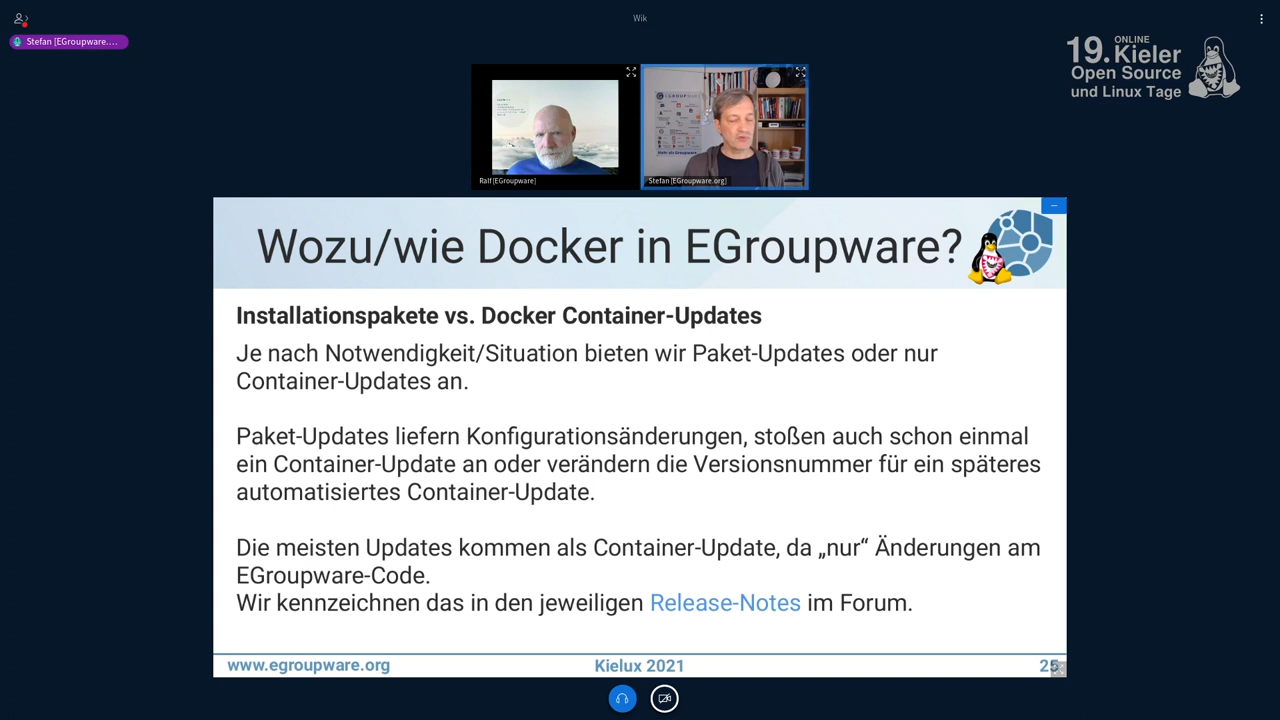 Wik
Stefan [EGroupware....
19. ONLINE Kieler
Open Source
und Linux Tage
Ralf [EGroupware]
Stefan [EGroupware.org]
Wozu/wie Docker in EGroupware?
Installationspakete vs. Docker Container-Updates
Je nach Notwendigkeit/Situation bieten wir Paket-Updates oder nur
Container-Updates an.
Paket-Updates liefern Konfigurationsänderungen, stoßen auch schon einmal
ein Container-Update an oder verändern die Versionsnummer für ein späteres
automatisiertes Container-Update.
Die meisten Updates kommen als Container-Update, da „nur“ Änderungen am
EGroupware-Code.
Wir kennzeichnen das in den jeweiligen Release-Notes im Forum.
www.egroupware.org
Kielux 2021
25